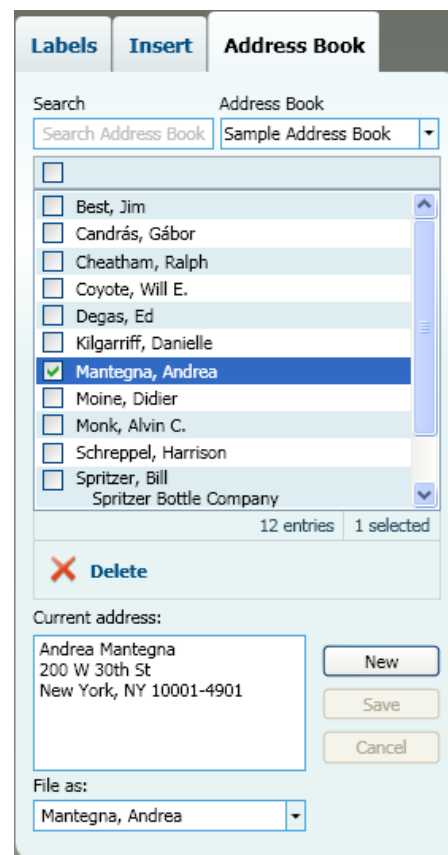 Labels Insert Address Book
Search Address Book
Search Address Book Sample Address Book
Best, Jim
Candrás, Gábor
Cheatham, Ralph
Coyote, Will E.
Degas, Ed
Kilgarriff, Danielle
Mantegna, Andrea
Moine, Didier
Monk, Alvin C.
Schreppel, Harrison
Spritzer, Bill
Spritzer Bottle Company
12 entries 1 selected
Delete
Current address:
Andrea Mantegna
200 W 30th St
New York, NY 10001-4901
New
Save
Cancel
File as:
Mantegna, Andrea